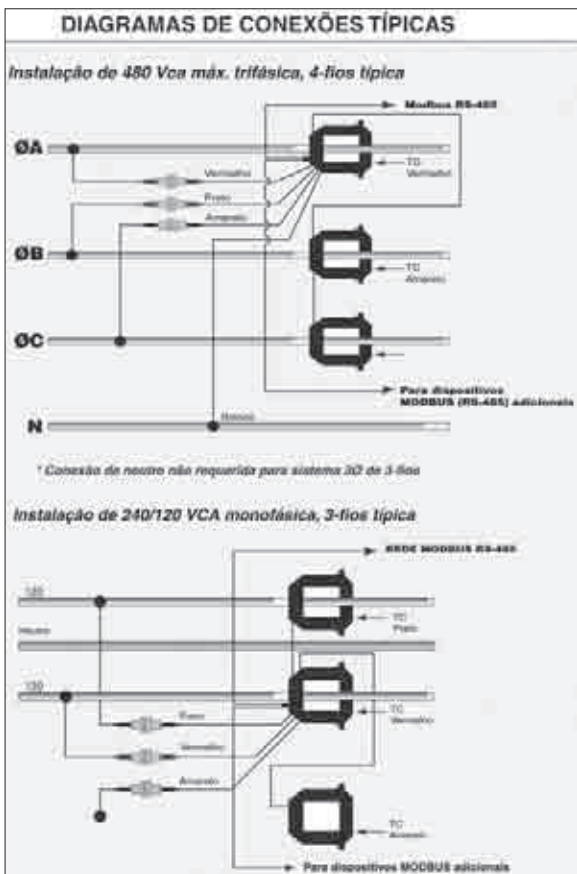 DIAGRAMAS DE CONEXÕES TÍPICAS
Instalação de 480 Vca máx. trifásica, 4-fios típica
Modbus RS-485
ØA
TC
Vermelho
Vermelho
Preto
Amarelo
ØB
TC
Amarelo
ØC
Para dispositivos
MODBUS (RS-485) adicionais
N
Branco
* Conexão de neutro não requerida para sistema 3Ø de 3-fios
Instalação de 240/120 VCA monofásica, 3-fios típica
REDE MODBUS RS-485
120
TC
Preto
Neutro
120
Preto
TC
Vermelho
Vermelho
Amarelo
TC
Amarelo
Para dispositivos MODBUS adicionais